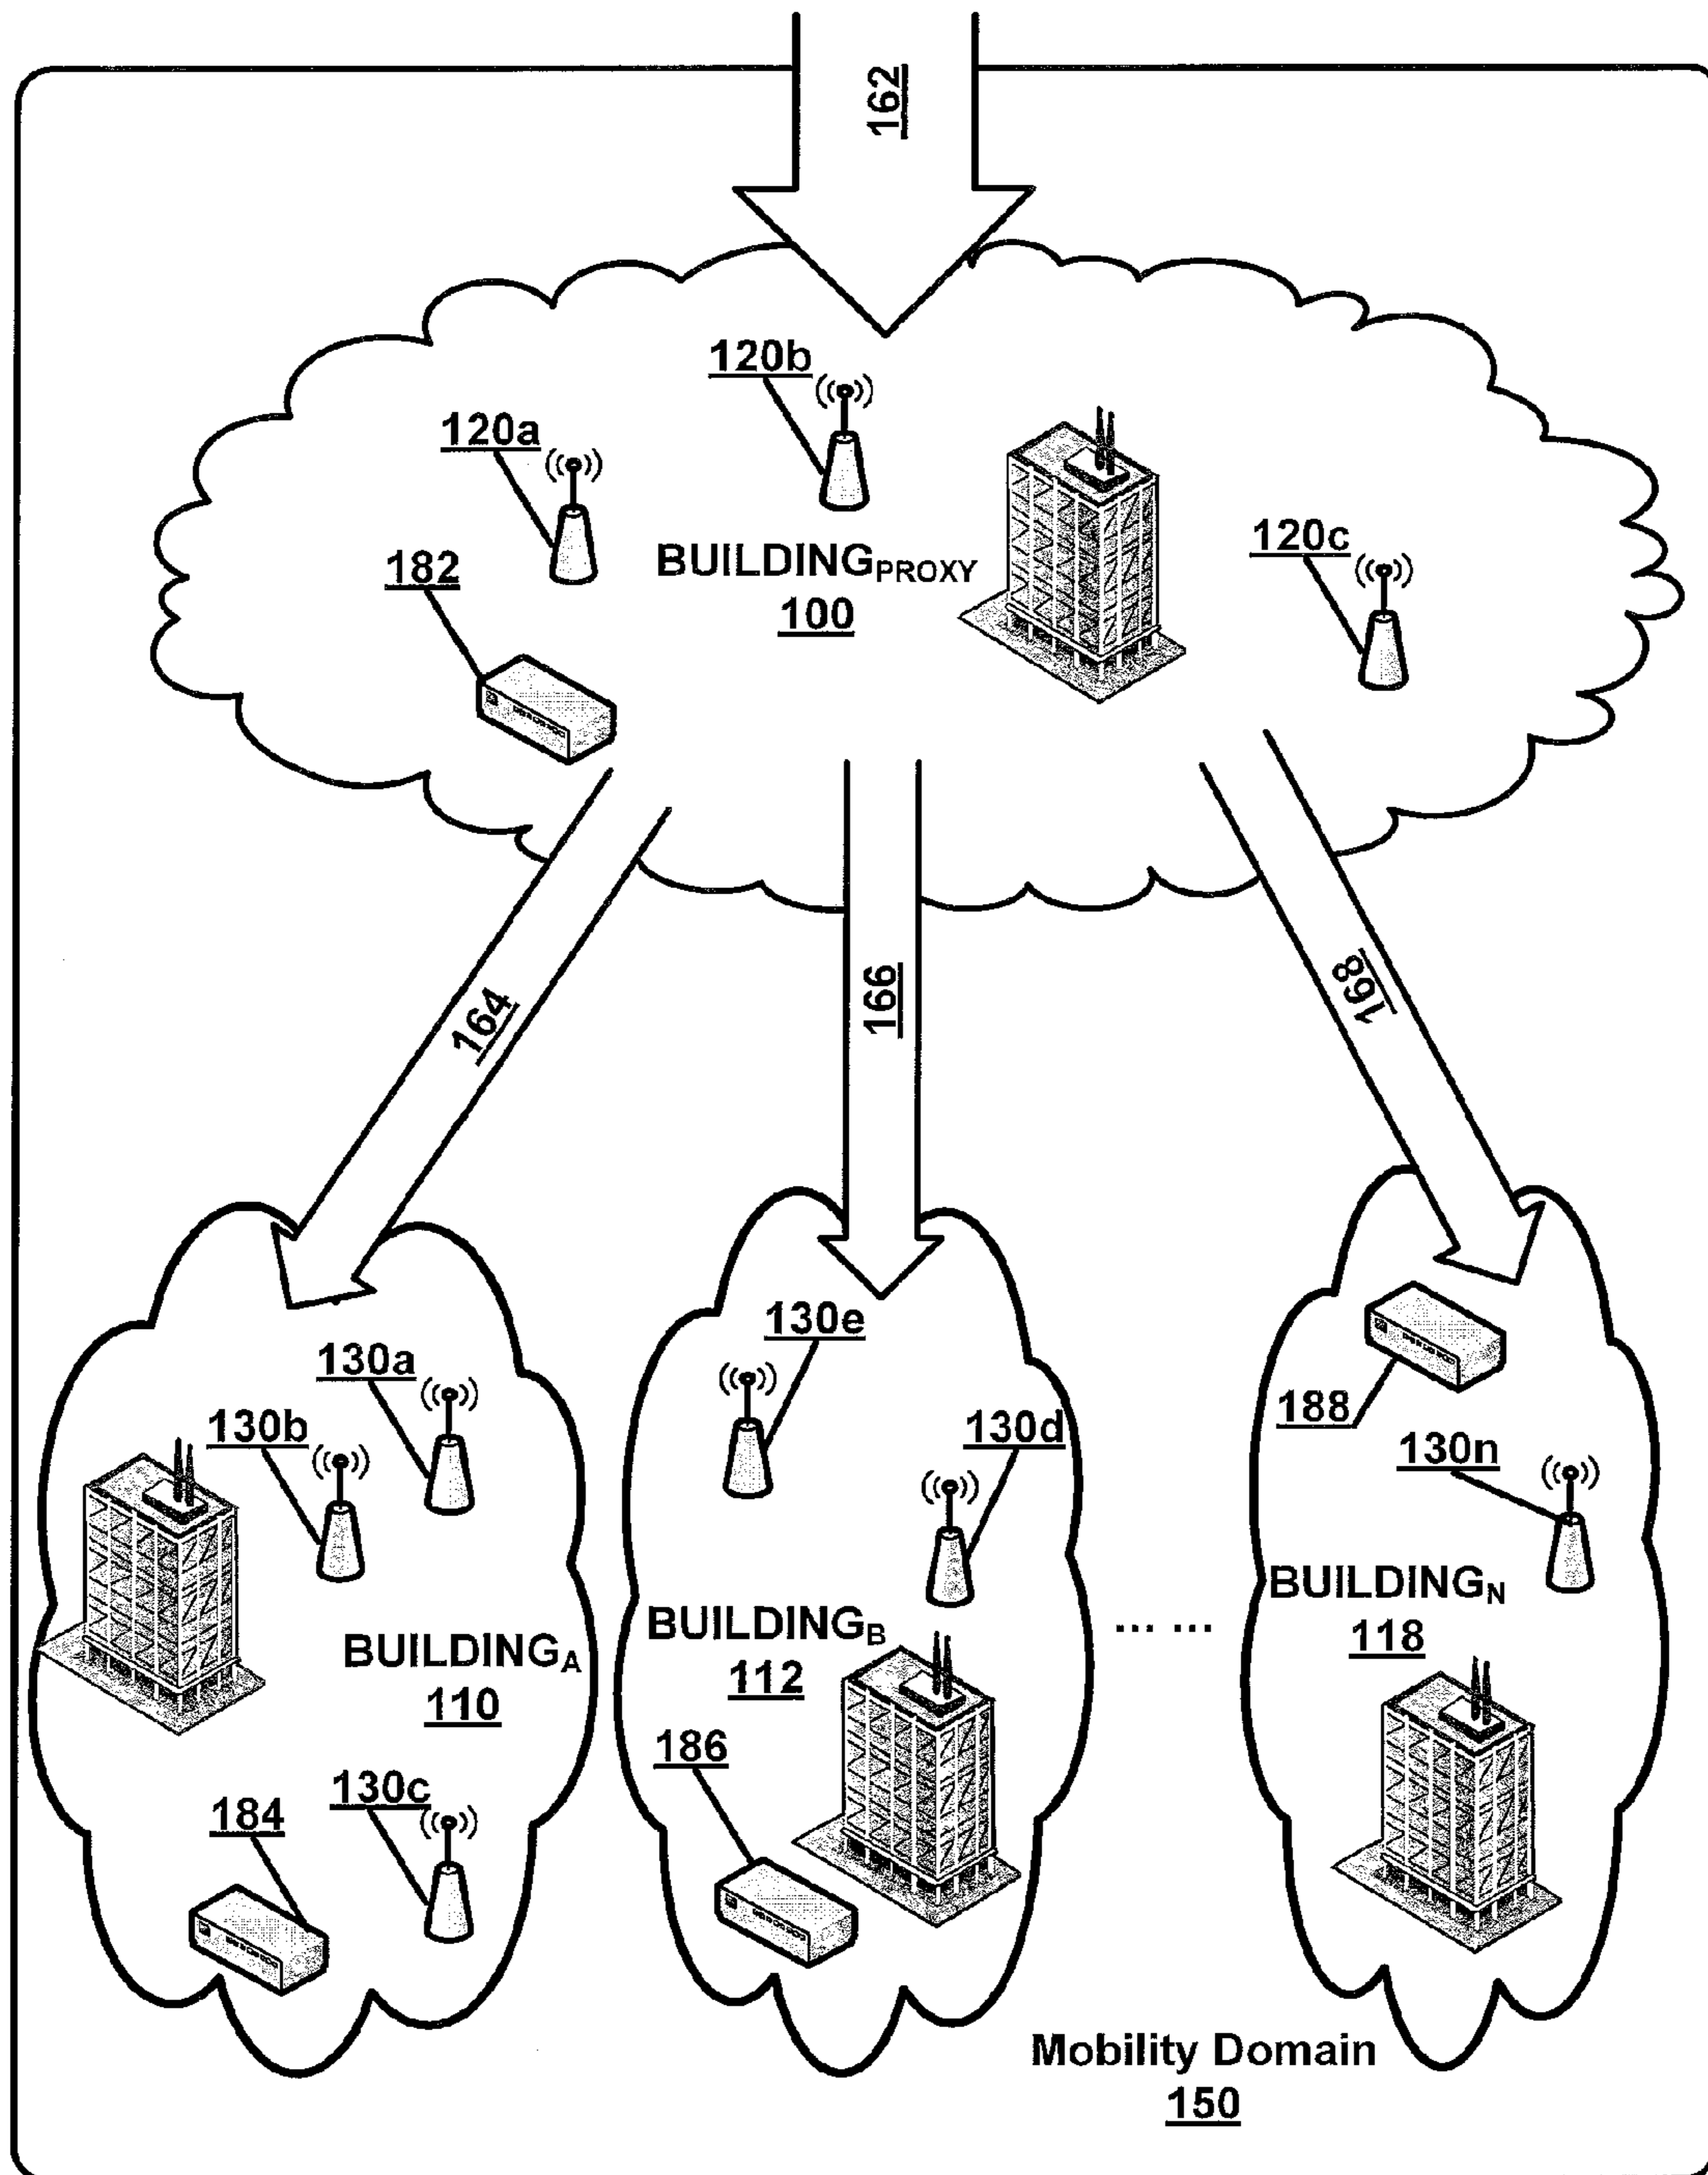 162
120b
120a
120c
BUILDINGPROXY
100
182
164
166
168
130e
130a
130d
130b
188
130n
BUILDINGN
118
... ...
BUILDINGB
112
BUILDINGA
110
186
130c
184
Mobility Domain
150